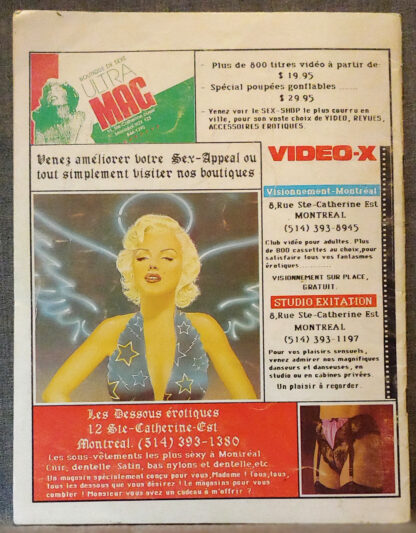 BOUTIQUE DE SEXE
ULTRA
MAC
- Plus de 800 titres vidéo à partir de:
$ 19.95
- Spécial poupées gonflables ......
$ 29.95
- Venez voir le SEX-SHOP le plus couru en
ville, pour son vaste choix de VIDEO, REVUES,
ACCESSOIRES EROTIQUES.
Venez améliorer votre Sex-Appeal ou
tout simplement visiter nos boutiques
VIDEO-X
Visionnement-Montréal
8,Rue Ste-Catherine Est
MONTREAL
(514) 393-8945
Club vidéo pour adultes. Plus
de 800 cassettes au choix,pour
satisfaire tous vos fantasmes
érotiques
VISIONNEMENT SUR PLACE,
GRATUIT.
STUDIO EXITATION
8,Rue Ste-Catherine Est
MONTREAL
(514) 393-1197
Pour vos plaisirs sensuels,
venez admirer nos magnifiques
danseurs et danseuses, en
studio ou en cabines privées.
Un plaisir à regarder.
Les Dessous érotiques
12 Ste-Catherine-Est
Montréal. (514) 393-1380
Les sous-vêtements les plus sèxy à Montréal
Cuir, dentelle-Satin, bas nylons et dentelle,etc
Un magasin spécialement conçu pour vous,Madame ! Tous,tous,
tous les dessous que vous désirez ! Le magasins pour vous
combler ! Monsieur vous avez un cadeau à m'offrir ?